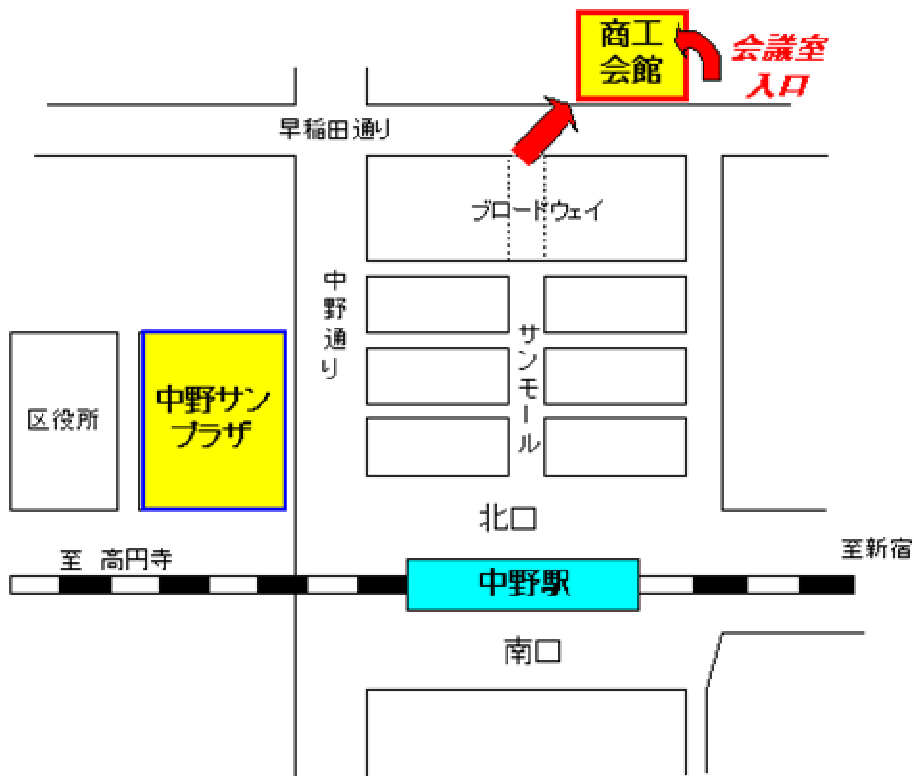 商工
会館
会議室
入口
早稲田通り
ブロードウェイ
中野通り
サンモール
区役所
中野サン
プラザ
北口
至 高円寺
至新宿
中野駅
南口